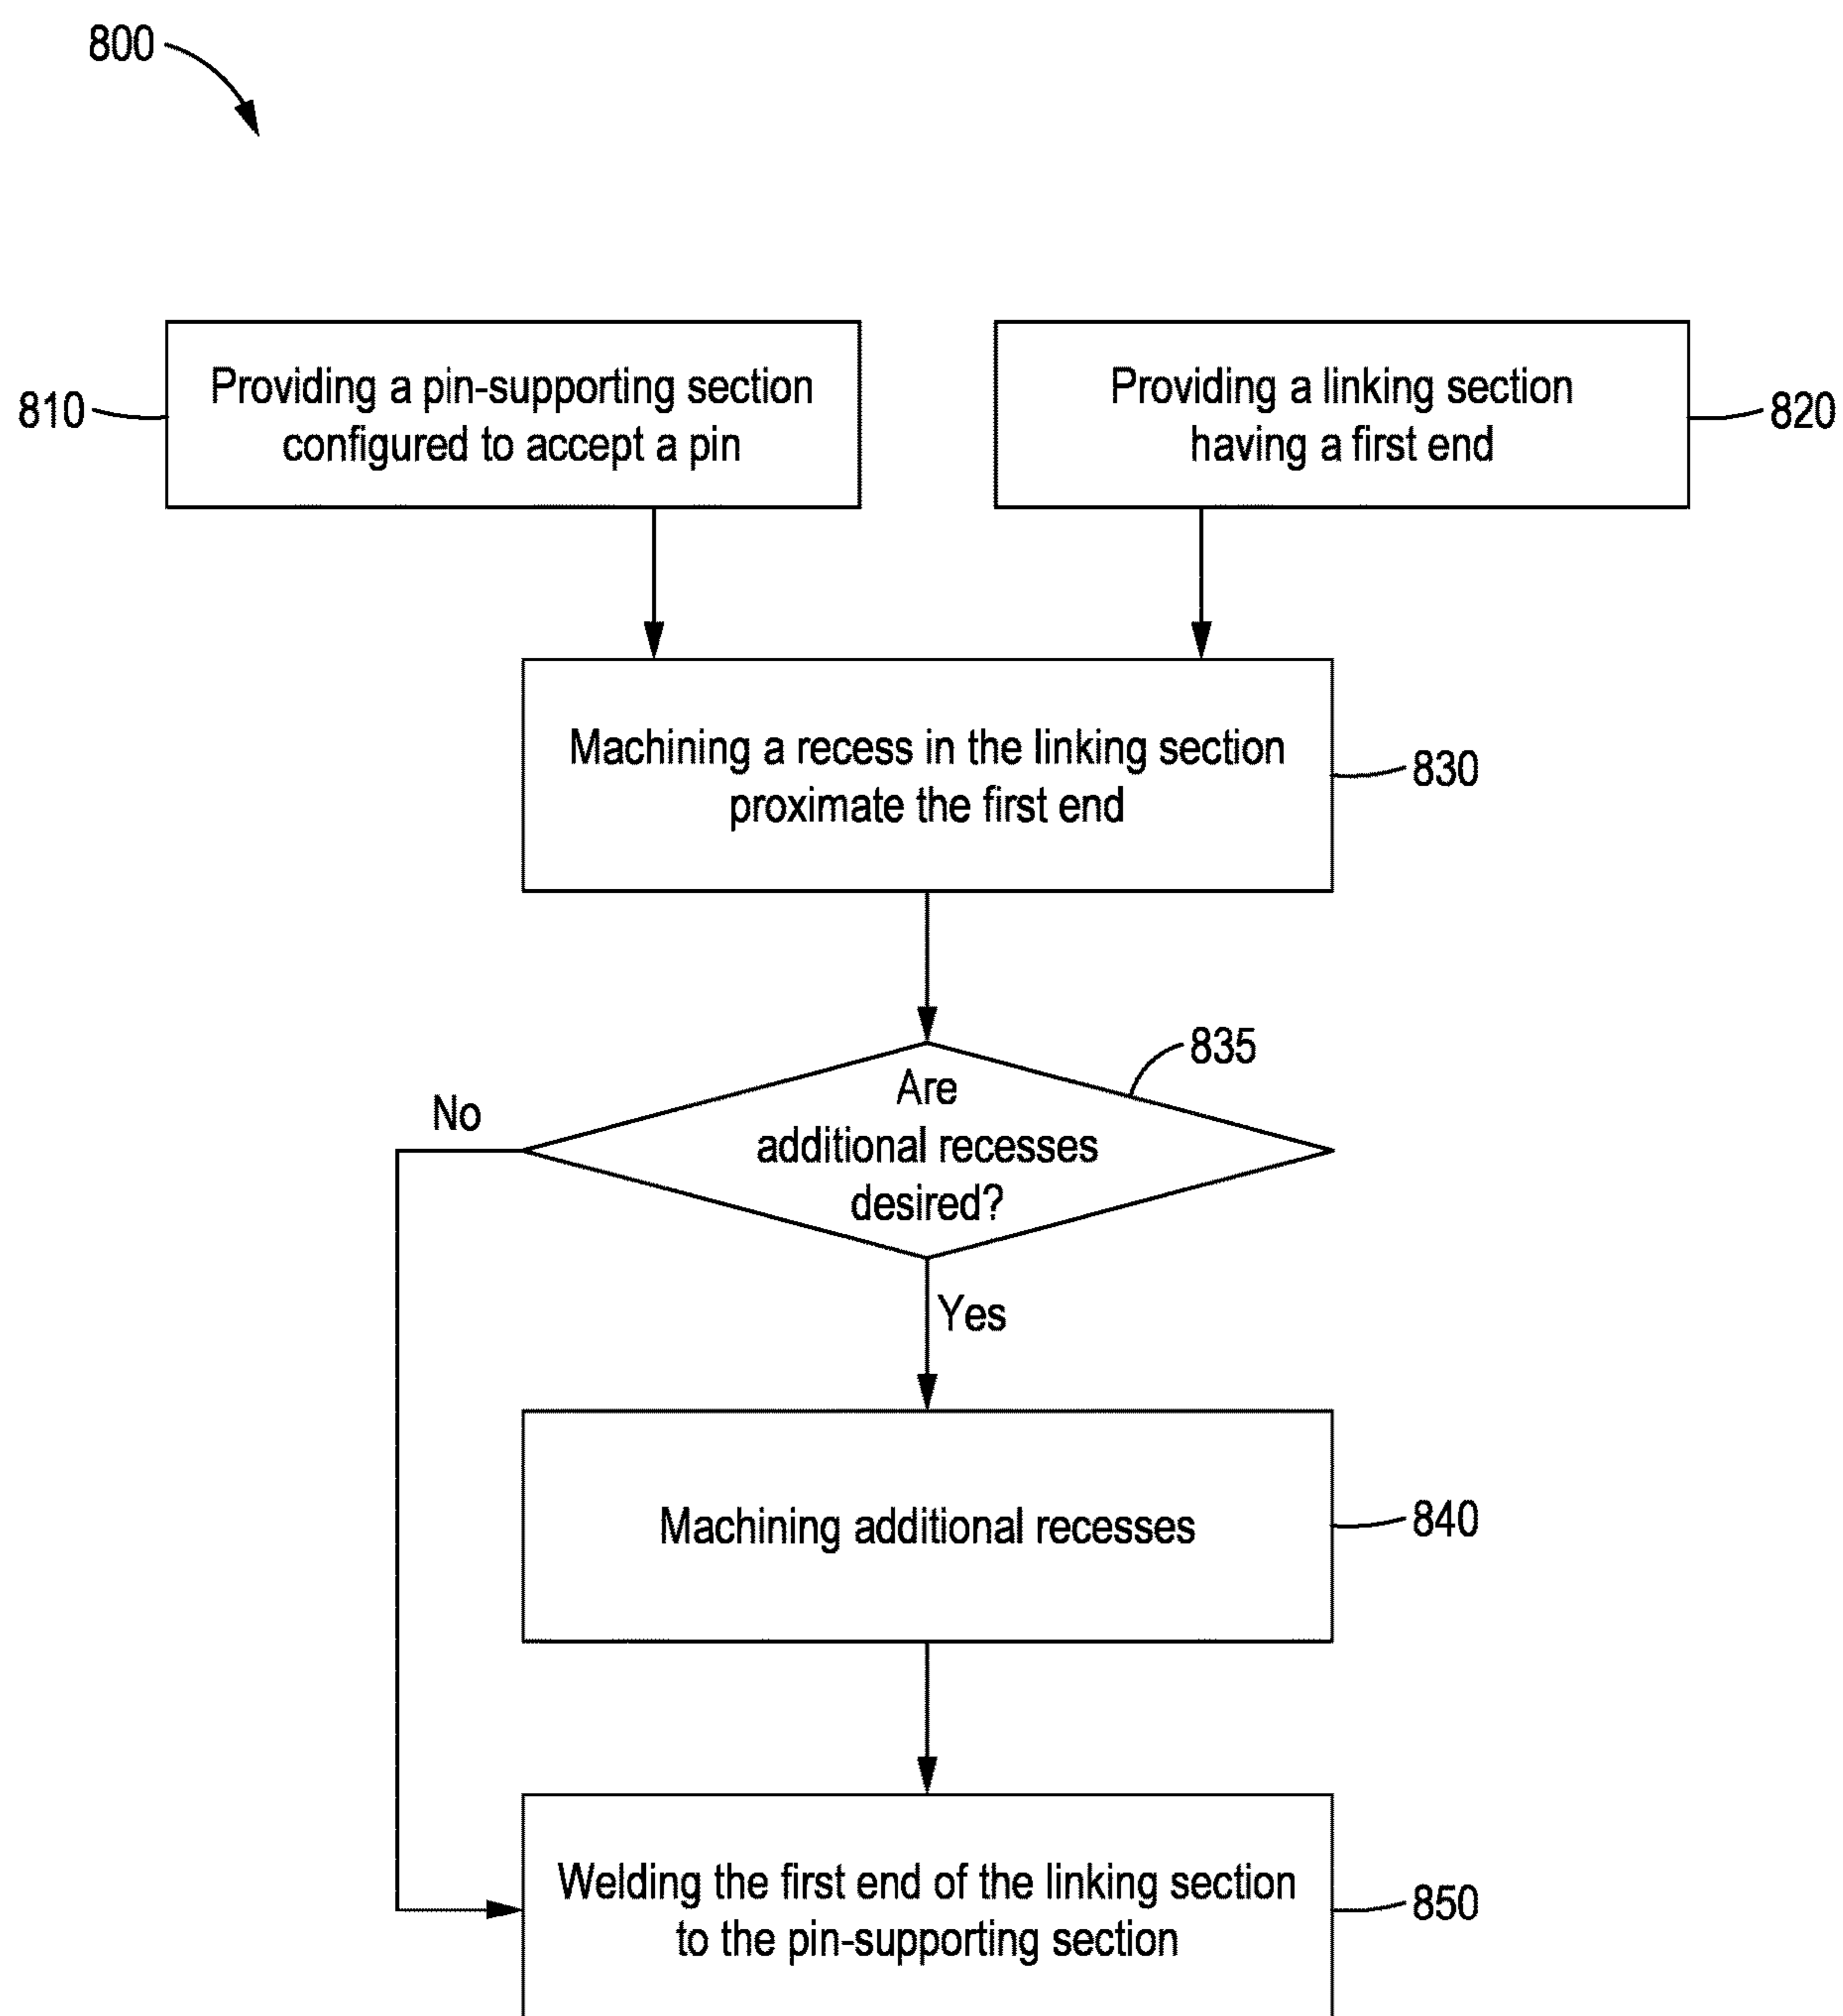 800
810
Providing a pin-supporting section
configured to accept a pin
Providing a linking section
having a first end
820
Machining a recess in the linking section
proximate the first end
830
835
Are
additional recesses
desired?
No
Yes
Machining additional recesses
840
Welding the first end of the linking section
to the pin-supporting section
850